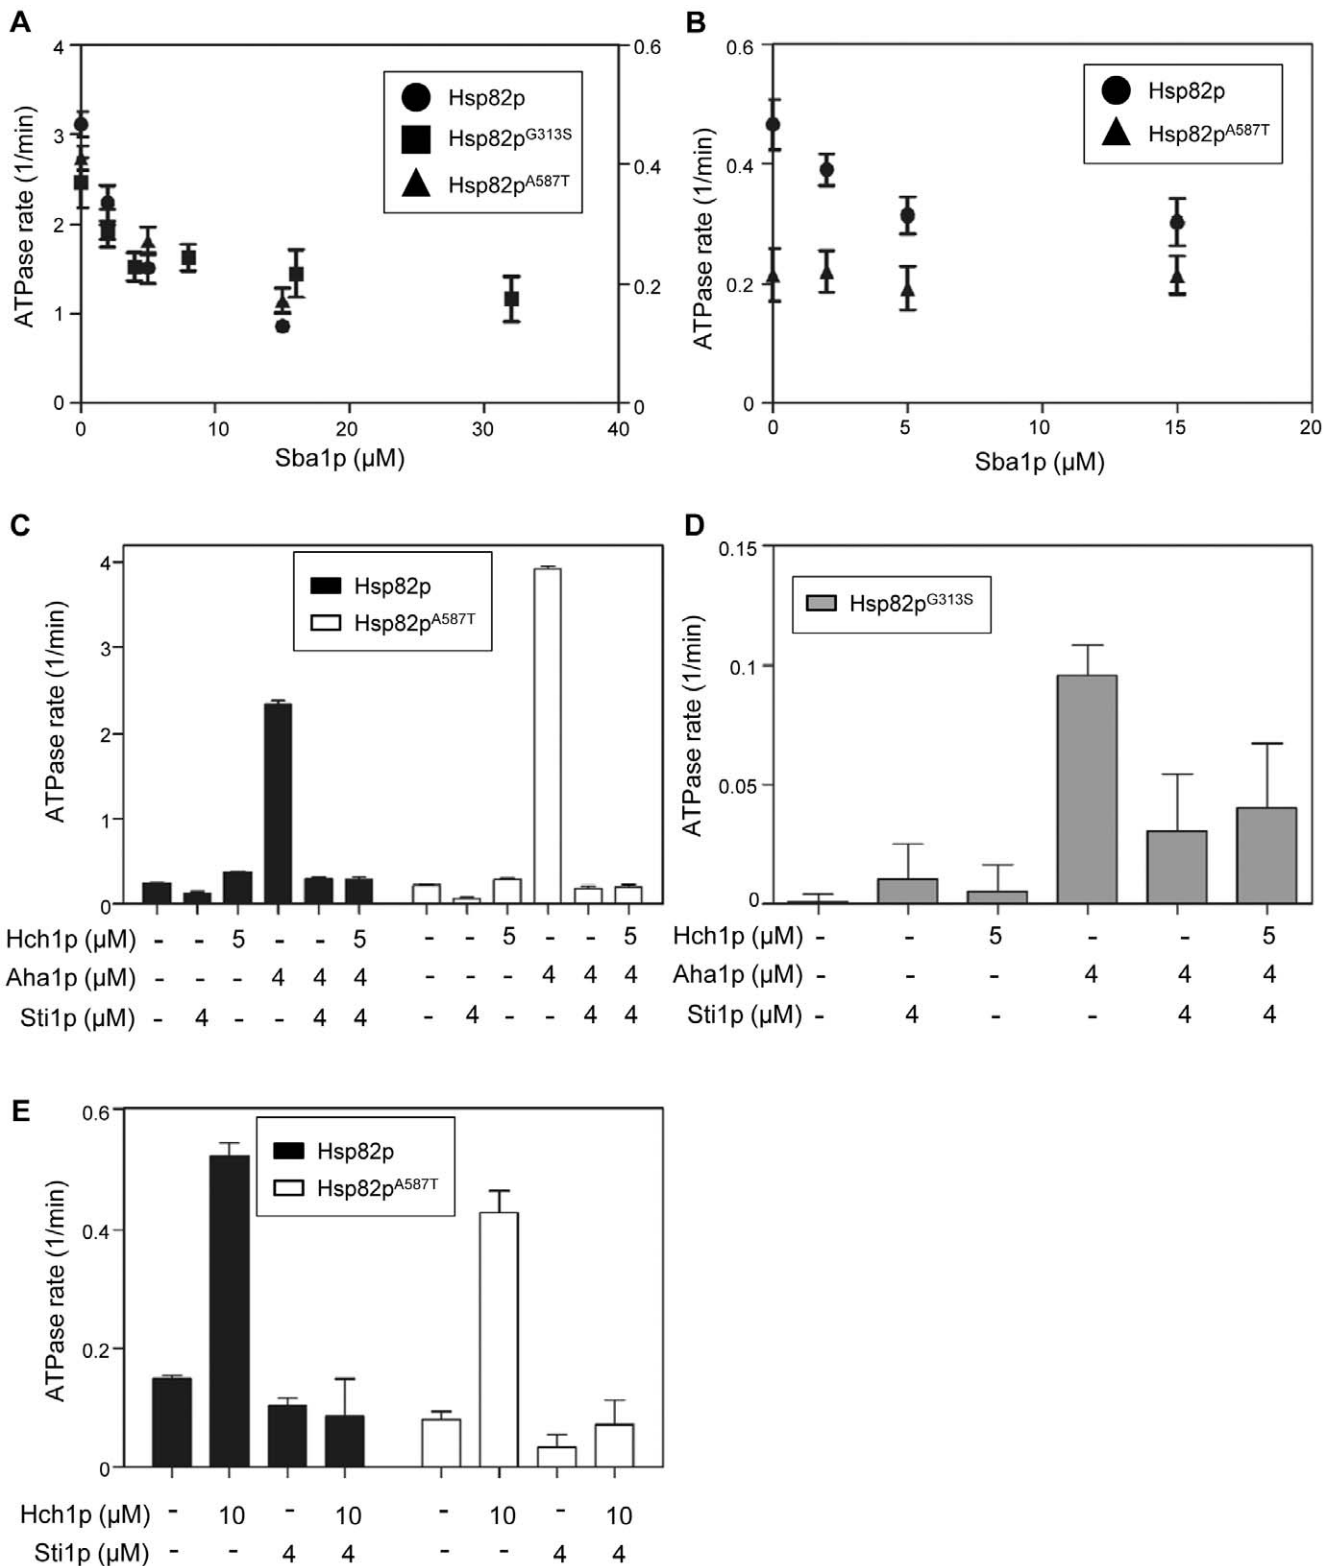 A
4
3
2
1
0
0.6
0.4
0.2
0
ATPase rate (1/min)
Hsp82p
Hsp82pG313S
Hsp82pA587T
0 10 20 30 40
Sba1p (µM)
B
0.6
0.4
0.2
0
ATPase rate (1/min)
Hsp82p
Hsp82pA587T
0 5 10 15 20
Sba1p (µM)
C
4
3
2
1
0
ATPase rate (1/min)
Hsp82p
Hsp82pA587T
Hch1p (µM) - - 5 - - 5 - - 5 - - 5
Aha1p (µM) - - - 4 4 4 - - - 4 4 4
Sti1p (µM) - 4 - - 4 4 - 4 - - 4 4
D
0.15
0.1
0.05
0
ATPase rate (1/min)
Hsp82pG313S
Hch1p (µM) - - 5 - - 5
Aha1p (µM) - - - 4 4 4
Sti1p (µM) - 4 - - 4 4
E
0.6
0.4
0.2
0
ATPase rate (1/min)
Hsp82p
Hsp82pA587T
Hch1p (µM) - 10 - 10 - 10 - 10
Sti1p (µM) - - 4 4 - - 4 4